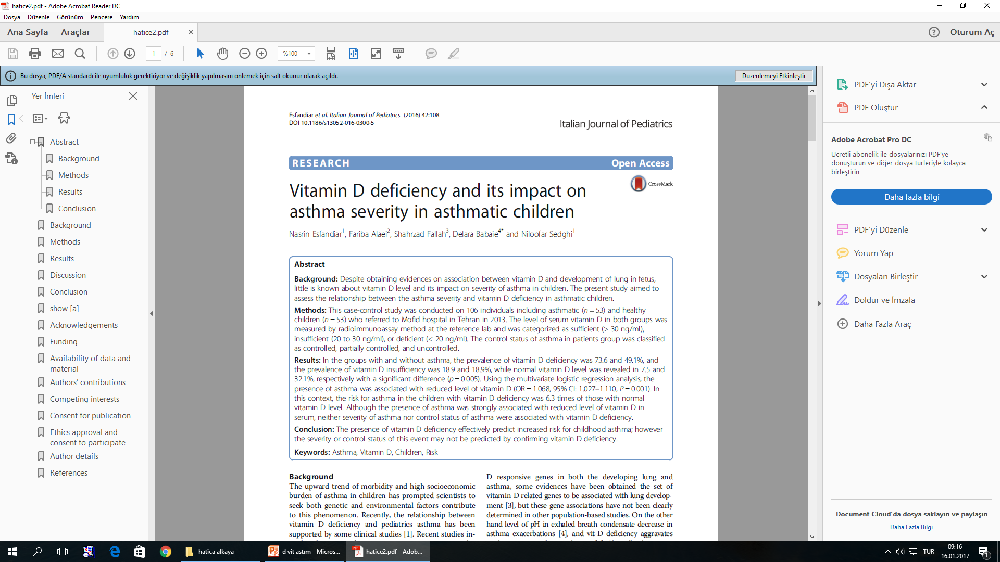 hatice2.pdf - Adobe Acrobat Reader DC
Dosya Düzenle Görünüm Pencere Yardım
Ana Sayfa Araçlar hatice2.pdf Oturum Aç
1 / 6 %100
Bu dosya, PDF/A standardı ile uyumluluk gerektiriyor ve değişiklik yapılmasını önlemek için salt okunur olarak açıldı.
Düzenlemeyi Etkinleştir
Yer İmleri
Abstract
Background
Methods
Results
Conclusion
Background
Methods
Results
Discussion
Conclusion
show [a]
Acknowledgements
Funding
Availability of data and
material
Authors' contributions
Competing interests
Consent for publication
Ethics approval and
consent to participate
Author details
References
Esfandiar et al. Italian Journal of Pediatrics (2016) 42:108
DOI 10.1186/s13052-016-0300-5
Italian Journal of Pediatrics
RESEARCH Open Access
CrossMark
Vitamin D deficiency and its impact on
asthma severity in asthmatic children
Nasrin Esfandiar1, Fariba Alaei2, Shahrzad Fallah3, Delara Babaie4* and Niloofar Sedghi1
Abstract
Background: Despite obtaining evidences on association between vitamin D and development of lung in fetus,
little is known about vitamin D level and its impact on severity of asthma in children. The present study aimed to
assess the relationship between the asthma severity and vitamin D deficiency in asthmatic children.
Methods: This case-control study was conducted on 106 individuals including asthmatic (n = 53) and healthy
children (n = 53) who referred to Mofid hospital in Tehran in 2013. The level of serum vitamin D in both groups was
measured by radioimmunoassay method at the reference lab and was categorized as sufficient (> 30 ng/ml),
insufficient (20 to 30 ng/ml), or deficient (< 20 ng/ml). The control status of asthma in patients group was classified
as controlled, partially controlled, and uncontrolled.
Results: In the groups with and without asthma, the prevalence of vitamin D deficiency was 73.6 and 49.1%, and
the prevalence of vitamin D insufficiency was 18.9 and 18.9%, while normal vitamin D level was revealed in 7.5 and
32.1%, respectively with a significant difference (p = 0.005). Using the multivariate logistic regression analysis, the
presence of asthma was associated with reduced level of vitamin D (OR = 1.068, 95% CI: 1.027–1.110, P = 0.001). In
this context, the risk for asthma in the children with vitamin D deficiency was 6.3 times of those with normal
vitamin D level. Although the presence of asthma was strongly associated with reduced level of vitamin D in
serum, neither severity of asthma nor control status of asthma were associated with vitamin D deficiency.
Conclusion: The presence of vitamin D deficiency effectively predict increased risk for childhood asthma; however
the severity or control status of this event may not be predicted by confirming vitamin D deficiency.
Keywords: Asthma, Vitamin D, Children, Risk
Background
The upward trend of morbidity and high socioeconomic
burden of asthma in children has prompted scientists to
seek both genetic and environmental factors contribute
to this phenomenon. Recently, the relationship between
vitamin D deficiency and pediatrics asthma has been
supported by some clinical studies [1]. Recent studies in-
D responsive genes in both the developing lung and
asthma, some evidences have been obtained the set of
vitamin D related genes to be associated with lung develop-
ment [3], but these gene associations have not been clearly
determined in other population-based studies. On the other
hand level of pH in exhaled breath condensate decrease in
asthma exacerbations [4], and vit-D deficiency aggravates
PDF'yi Dışa Aktar
PDF Oluştur
Adobe Acrobat Pro DC
Ücretli abonelik ile dosyalarınızı PDF'ye
dönüştürün ve diğer dosya türleriyle kolayca
birleştirin
Daha fazla bilgi
PDF'yi Düzenle
Yorum Yap
Dosyaları Birleştir
Doldur ve İmzala
Daha Fazla Araç
Document Cloud'da dosya saklayın ve paylaşın
Daha Fazla Bilgi
hatica alkaya
d vit astım - Micros...
hatice2.pdf - Adob...
TUR
09:16
16.01.2017
1